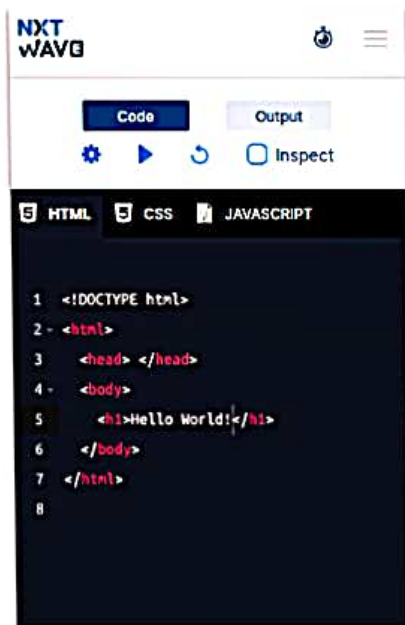 NXT
WAVE
Code Output
Inspect
HTML CSS JAVASCRIPT
1 <!DOCTYPE html>
2 <html>
3 <head> </head>
4 <body>
5 <h1>Hello World!</h1>
6 </body>
7 </html>
8